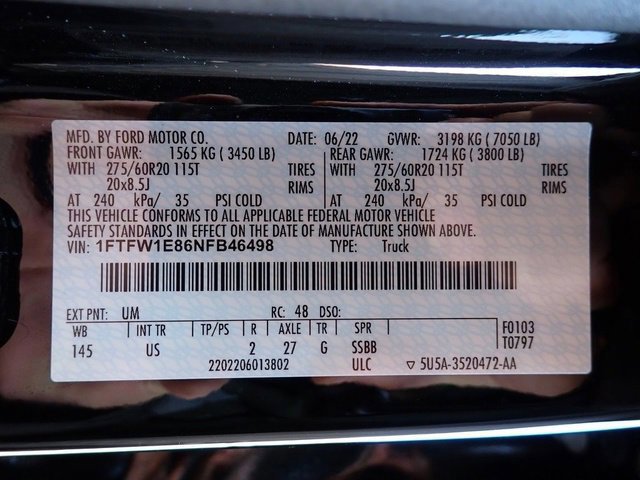 MFD. BY FORD MOTOR CO. DATE: 06/22 GVWR: 3198 KG (7050 LB)
FRONT GAWR: 1565 KG (3450 LB) REAR GAWR: 1724 KG (3800 LB)
WITH 275/60R20 115T TIRES WITH 275/60R20 115T TIRES
20x8.5J RIMS 20x8.5J RIMS
AT 240 kPa/ 35 PSI COLD AT 240 kPa/ 35 PSI COLD
THIS VEHICLE CONFORMS TO ALL APPLICABLE FEDERAL MOTOR VEHICLE
SAFETY STANDARDS IN EFFECT ON THE DATE OF MANUFACTURE SHOWN ABOVE.
VIN: 1FTFW1E86NFB46498 TYPE: Truck
EXT PNT: UM RC: 48 DSO:
WB INT TR TP/PS R AXLE TR SPR F0103
145 US 2 27 G SSBB T0797
2202206013802 ULC ▽ 5U5A-3520472-AA